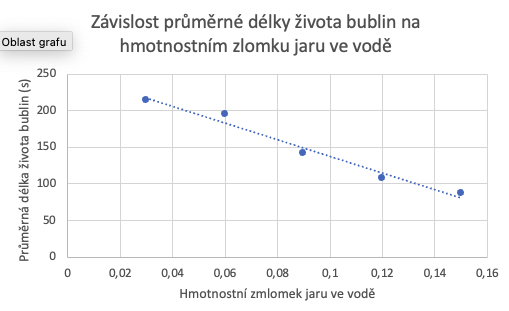 Závislost průměrné délky života bublin na
hmotnostním zlomku jaru ve vodě
Oblast grafu
Průměrná délka života bublin (s)
250
200
150
100
50
0
0 0,02 0,04 0,06 0,08 0,1 0,12 0,14 0,16
Hmotnostní zmlomek jaru ve vodě